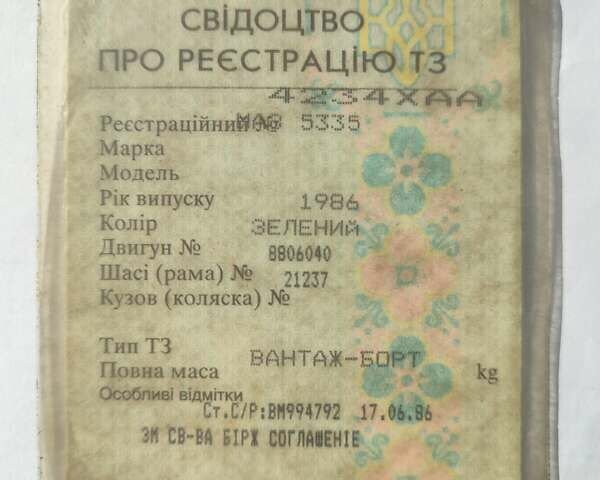 СВІДОЦТВО
ПРО РЕЄСТРАЦІЮ ТЗ
4234ХАА
Реєстраційний № МАЗ 5335
Марка
Модель
Рік випуску 1986
Колір ЗЕЛЕНИЙ
Двигун № 8806040
Шасі (рама) № 21237
Кузов (коляска) №
Тип ТЗ ВАНТАЖ-БОРТ
Повна маса kg
Особливі відмітки
Ст.С/Р:ВМ994792 17.06.86
ЗМ СВ-ВА БІРЖ СОГЛАШЕНІЕ